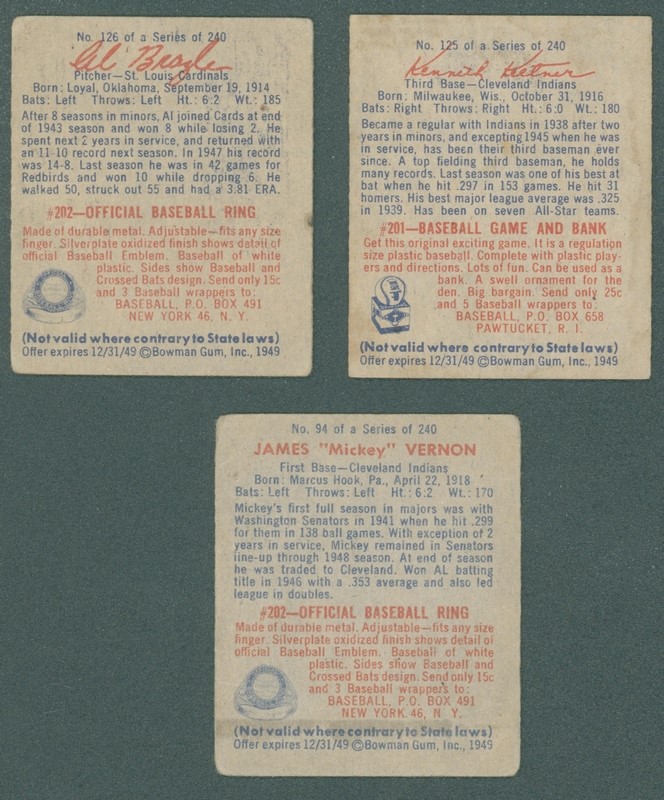 No. 126 of a Series of 240
Al Brazle
Pitcher—St. Louis Cardinals
Born: Loyal, Oklahoma, September 19, 1914
Bats: Left Throws: Left Ht.: 6:2 Wt.: 185
After 8 seasons in minors, Al joined Cards at end
of 1943 season and won 8 while losing 2. He
spent next 2 years in service, and returned with
an 11-10 record next season. In 1947 his record
was 14-8. Last season he was in 42 games for
Redbirds and won 10 while dropping 6. He
walked 50, struck out 55 and had a 3.81 ERA.
#202—OFFICIAL BASEBALL RING
Made of durable metal. Adjustable—fits any size
finger. Silverplate oxidized finish shows detail of
official Baseball Emblem. Baseball of white
plastic. Sides show Baseball and
Crossed Bats design. Send only 15c
and 3 Baseball wrappers to:
BASEBALL, P.O. BOX 491
NEW YORK 46, N. Y.
(Not valid where contrary to State laws)
Offer expires 12/31/49 ©Bowman Gum, Inc., 1949
No. 125 of a Series of 240
Kenneth Keltner
Third Base—Cleveland Indians
Born: Milwaukee, Wis., October 31, 1916
Bats: Right Throws: Right Ht.: 6:0 Wt.: 180
Became a regular with Indians in 1938 after two
years in minors, and excepting 1945 when he was
in service, has been their third baseman ever
since. A top fielding third baseman, he holds
many records. Last season was one of his best at
bat when he hit .297 in 153 games. He hit 31
homers. His best major league average was .325
in 1939. Has been on seven All-Star teams.
#201—BASEBALL GAME AND BANK
Get this original exciting game. It is a regulation
size plastic baseball. Complete with plastic play-
ers and directions. Lots of fun. Can be used as a
bank. A swell ornament for the
den. Big bargain. Send only 25c
and 5 Baseball wrappers to:
BASEBALL, P.O. BOX 658
PAWTUCKET, R. I.
(Not valid where contrary to State laws)
Offer expires 12/31/49 ©Bowman Gum, Inc., 1949
No. 94 of a Series of 240
JAMES "Mickey" VERNON
First Base—Cleveland Indians
Born: Marcus Hook, Pa., April 22, 1918
Bats: Left Throws: Left Ht.: 6:2 Wt.: 170
Mickey's first full season in majors was with
Washington Senators in 1941 when he hit .299
for them in 138 ball games. With exception of 2
years in service, Mickey remained in Senators
line-up through 1948 season. At end of season
he was traded to Cleveland. Won AL batting
title in 1946 with a .353 average and also led
league in doubles.
#202—OFFICIAL BASEBALL RING
Made of durable metal. Adjustable—fits any size
finger. Silverplate oxidized finish shows detail of
official Baseball Emblem. Baseball of white
plastic. Sides show Baseball and
Crossed Bats design. Send only 15c
and 3 Baseball wrappers to:
BASEBALL, P.O. BOX 491
NEW YORK 46, N. Y.
(Not valid where contrary to State laws)
Offer expires 12/31/49 ©Bowman Gum, Inc., 1949